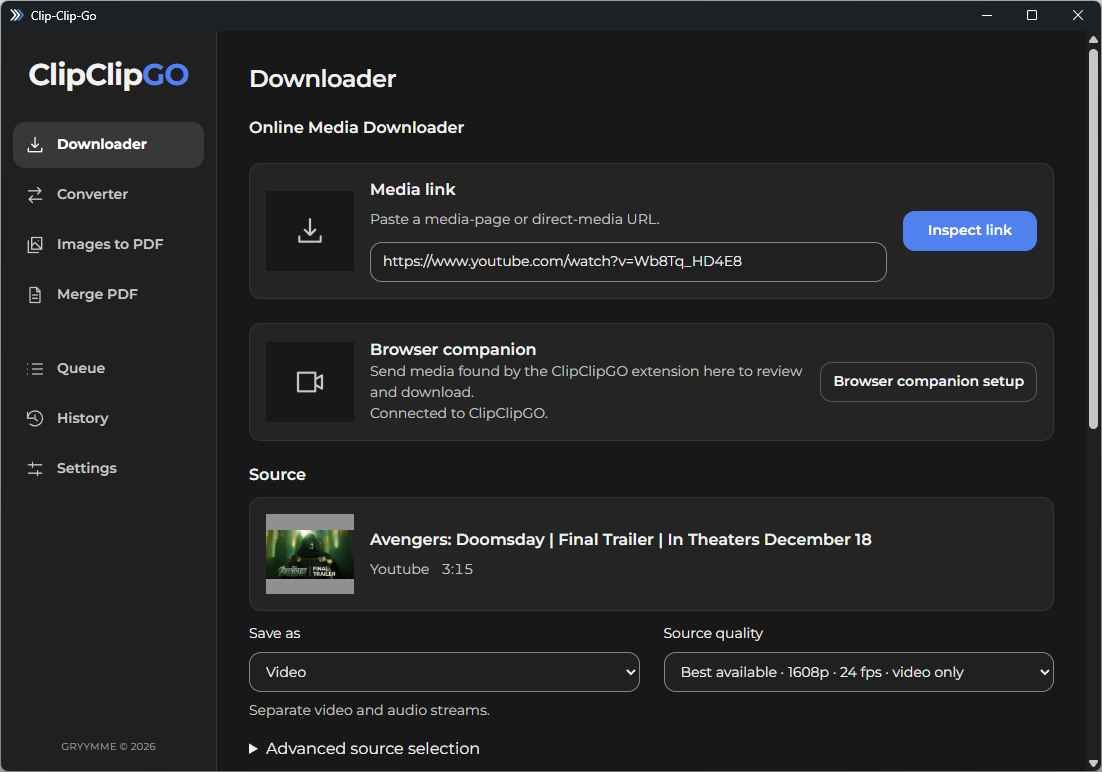 Clip-Clip-Go
ClipClipGO
Downloader
Converter
Images to PDF
Merge PDF
Queue
History
Settings
GRYYMME © 2026
Downloader
Online Media Downloader
Media link
Paste a media-page or direct-media URL.
https://www.youtube.com/watch?v=Wb8Tq_HD4E8
Inspect link
Browser companion
Send media found by the ClipClipGO extension here to review
and download.
Connected to ClipClipGO.
Browser companion setup
Source
FINAL
TRAILER
Avengers: Doomsday | Final Trailer | In Theaters December 18
Youtube 3:15
Save as
Video
Separate video and audio streams.
Source quality
Best available · 1608p · 24 fps · video only
Advanced source selection